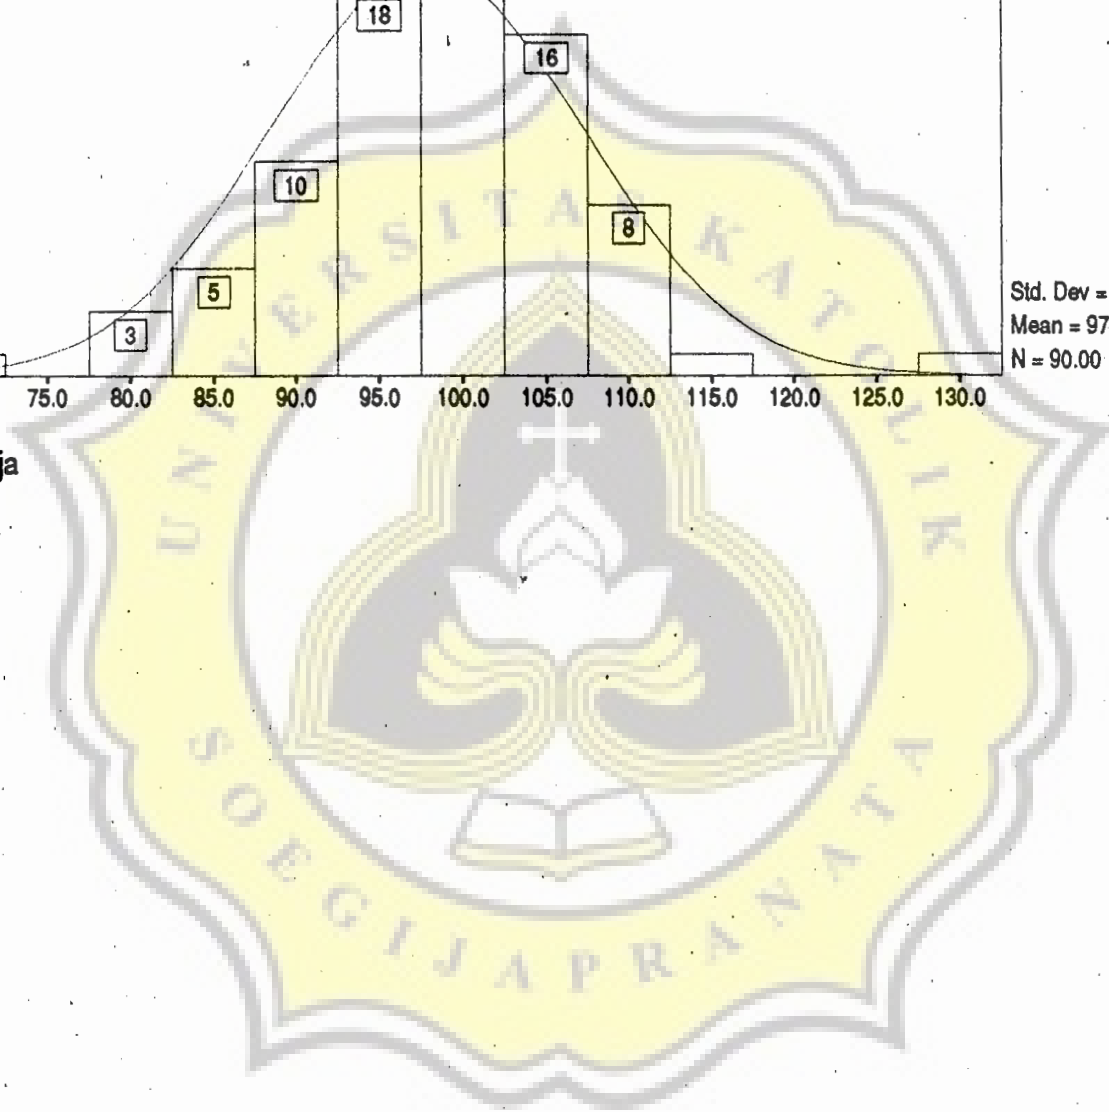 18
16
10
8
5
3
Std. Dev =
Mean = 97
N = 90.00
75.0 80.0 85.0 90.0 95.0 100.0 105.0 110.0 115.0 120.0 125.0 130.0
ja
UNIVERSITAS KATOLIK
SOEGIJAPRANATA